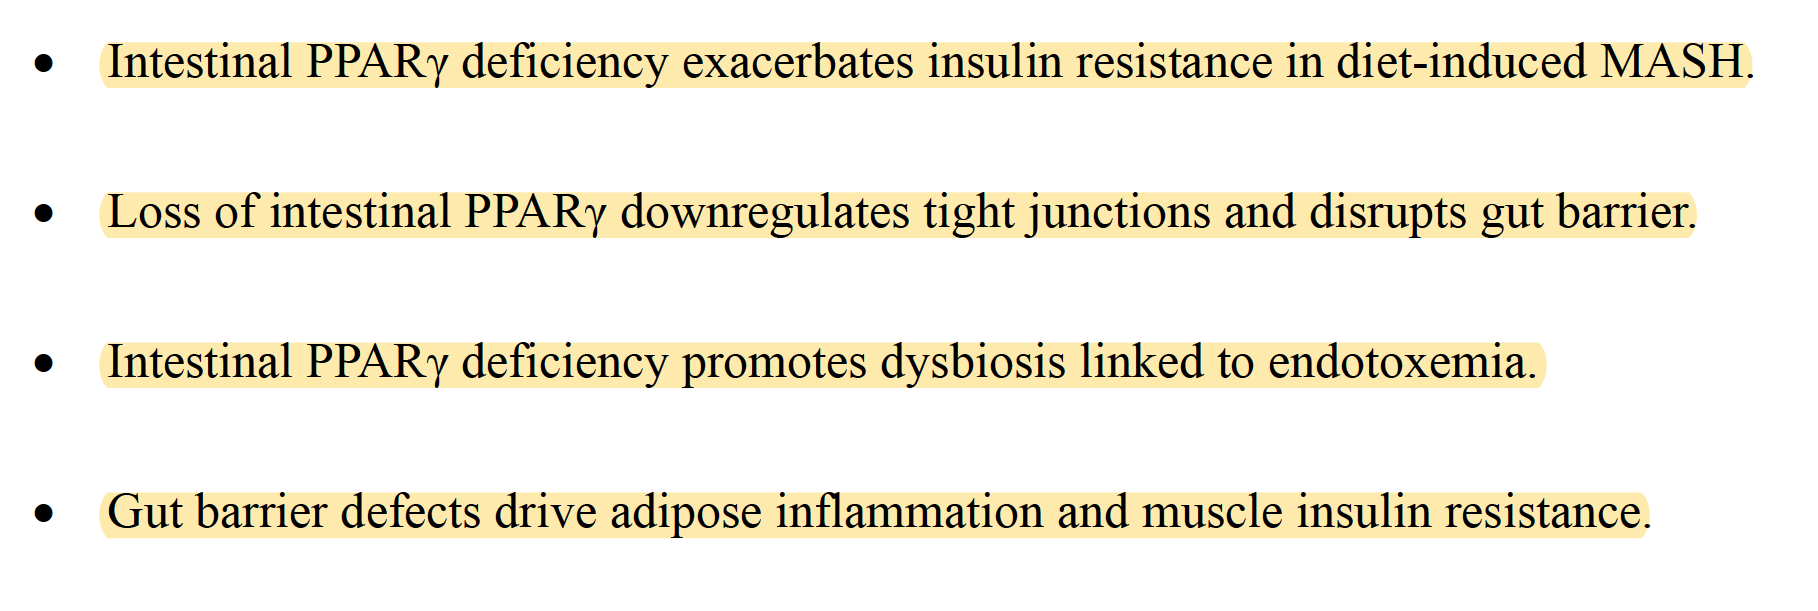 • Intestinal PPARγ deficiency exacerbates insulin resistance in diet-induced MASH.
• Loss of intestinal PPARγ downregulates tight junctions and disrupts gut barrier.
• Intestinal PPARγ deficiency promotes dysbiosis linked to endotoxemia.
• Gut barrier defects drive adipose inflammation and muscle insulin resistance.